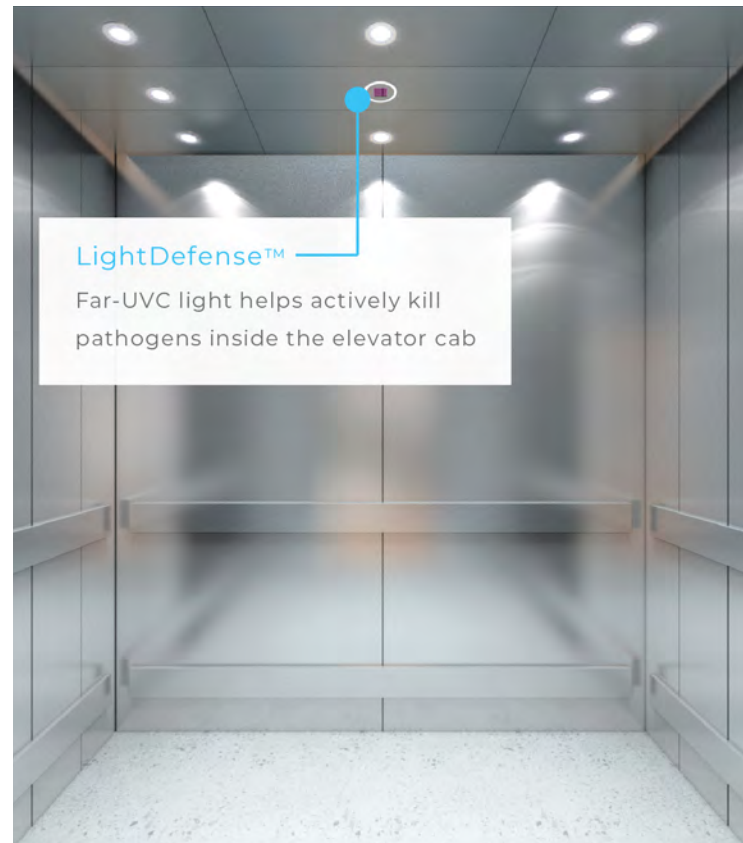 LightDefense™
Far-UVC light helps actively kill
pathogens inside the elevator cab